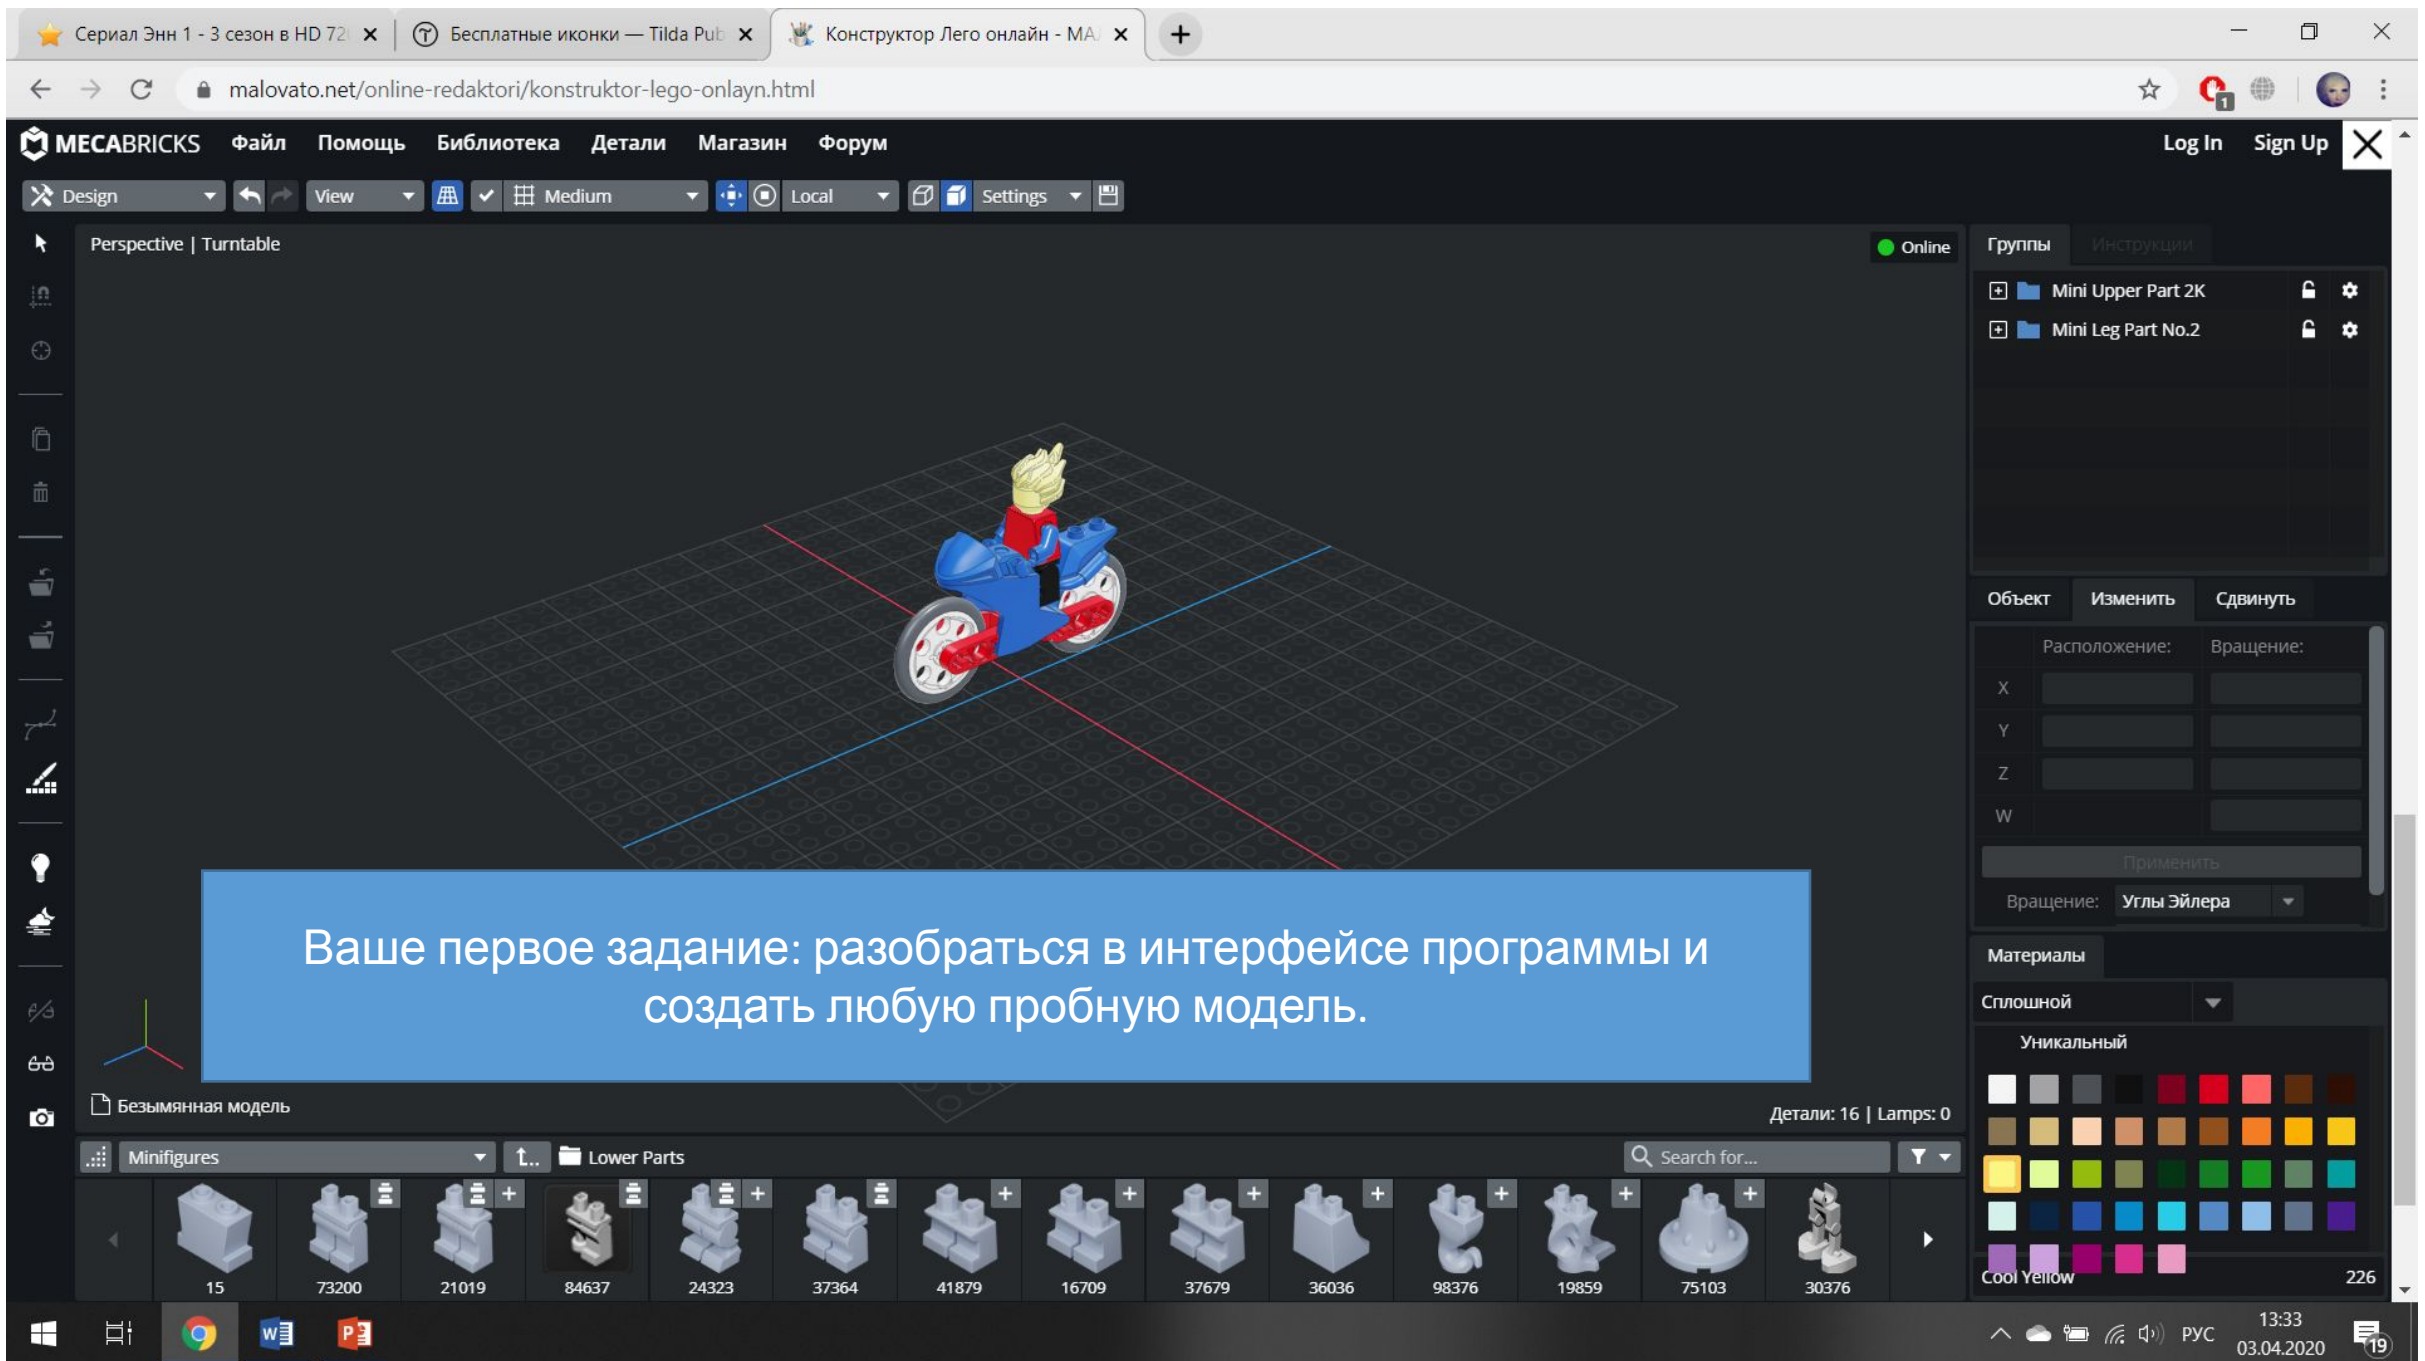 Сериал Энн 1 - 3 сезон в HD 72
Бесплатные иконки — Tilda Pub
Конструктор Лего онлайн - МА
malovato.net/online-redaktori/konstruktor-lego-onlayn.html
1
MECABRICKS Файл Помощь Библиотека Детали Магазин Форум Log In Sign Up
Design View Medium Local Settings
Perspective | Turntable
Online
Группы Инструкции
Mini Upper Part 2K
Mini Leg Part No.2
Объект Изменить Сдвинуть
Расположение: Вращение:
X
Y
Z
W
Применить
Вращение: Углы Эйлера
Ваше первое задание: разобраться в интерфейсе программы и
создать любую пробную модель.
Материалы
Сплошной
Уникальный
Cool Yellow 226
Безымянная модель
Детали: 16 | Lamps: 0
Minifigures t.. Lower Parts Search for...
15 73200 21019 84637 24323 37364 41879 16709 37679 36036 98376 19859 75103 30376
РУС 13:33
03.04.2020
19